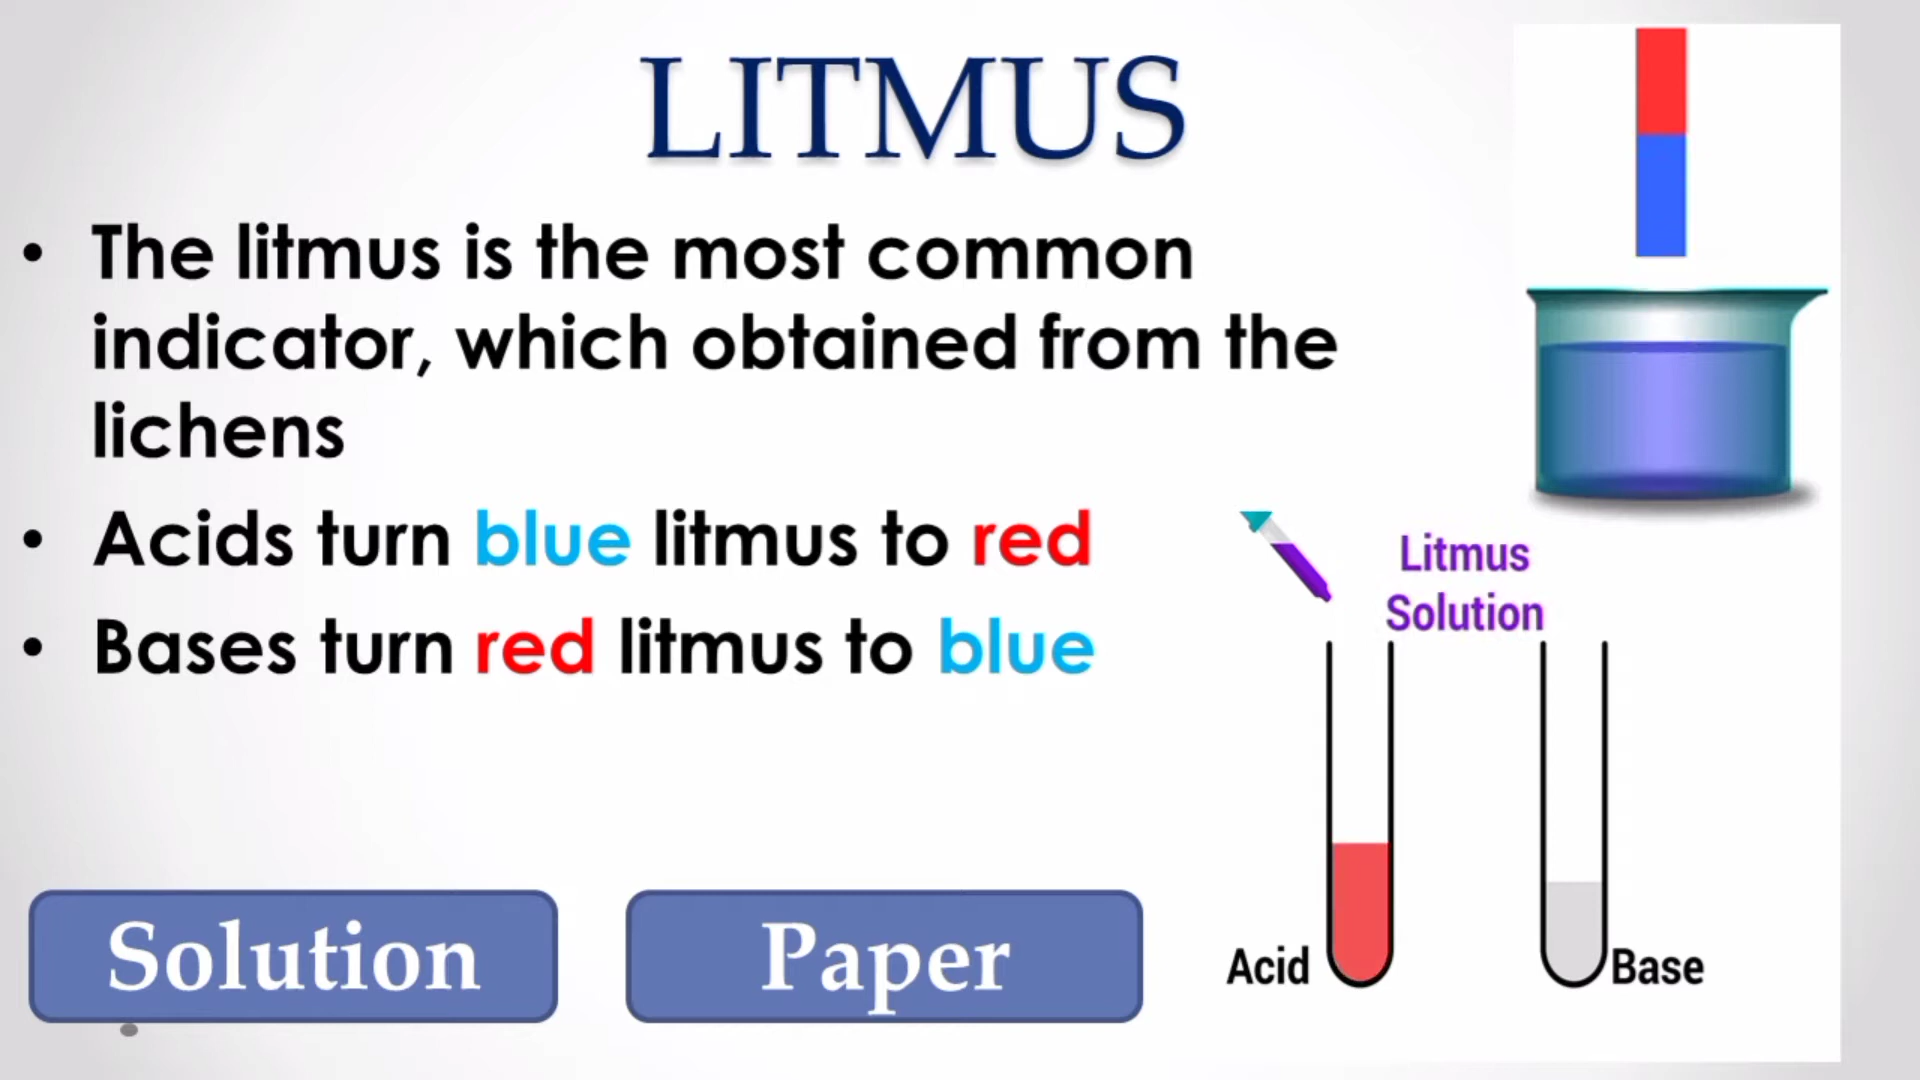 LITMUS
• The litmus is the most common
indicator, which obtained from the
lichens
• Acids turn blue litmus to red
• Bases turn red litmus to blue
Litmus
Solution
Acid
Base
Solution
Paper